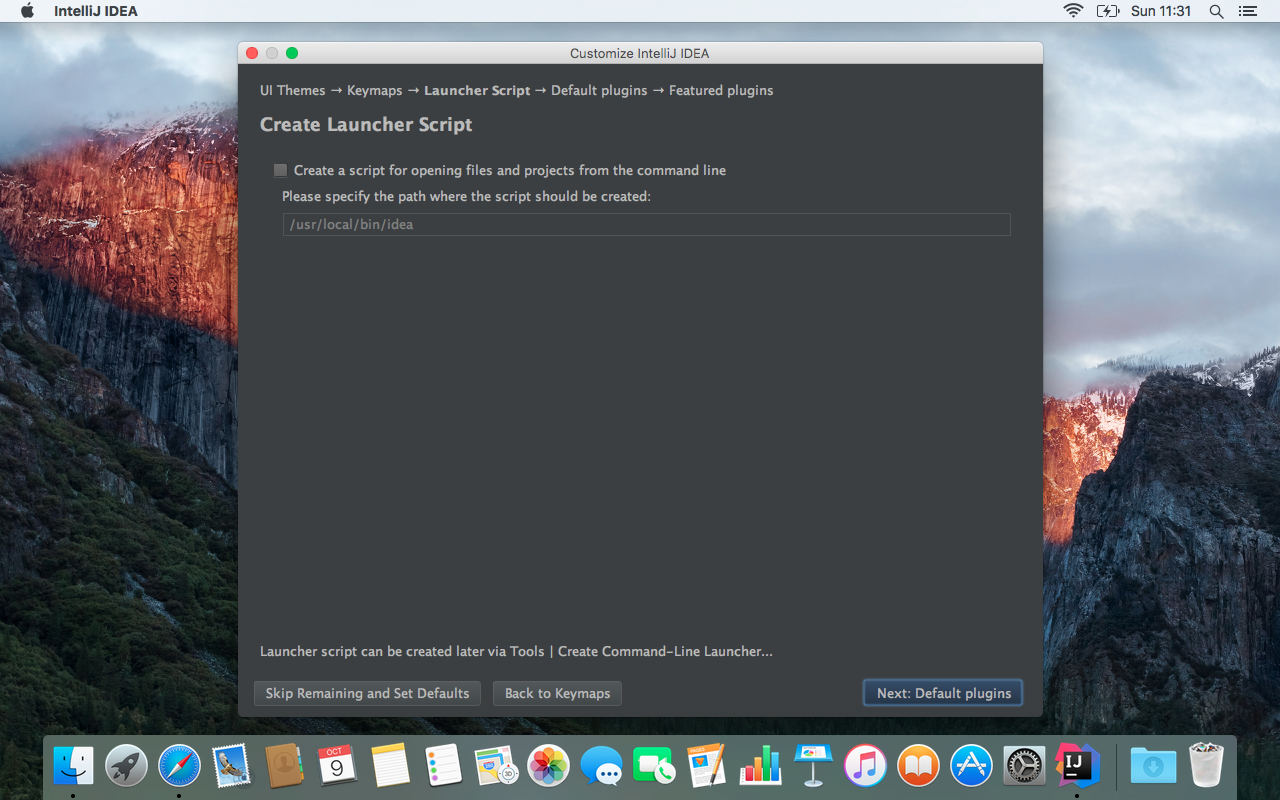 IntelliJ IDEA
Sun 11:31
Customize IntelliJ IDEA
UI Themes → Keymaps → Launcher Script → Default plugins → Featured plugins
Create Launcher Script
Create a script for opening files and projects from the command line
Please specify the path where the script should be created:
/usr/local/bin/idea
Launcher script can be created later via Tools | Create Command-Line Launcher...
Skip Remaining and Set Defaults
Back to Keymaps
Next: Default plugins
OCT
9
3D
PAGES
IJ